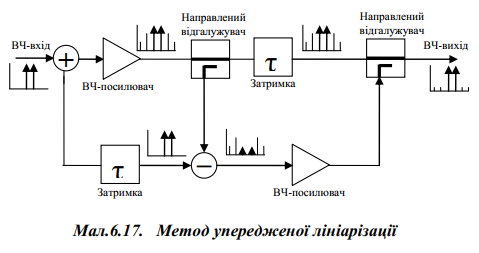 Направлений
відгалужувач
Направлений
відгалужувач
ВЧ-вхід
ВЧ-вихід
+
τ
ВЧ-посилювач
Затримка
τ
−
Затримка
ВЧ-посилювач
Мал.6.17. Метод упередженої лініарізації